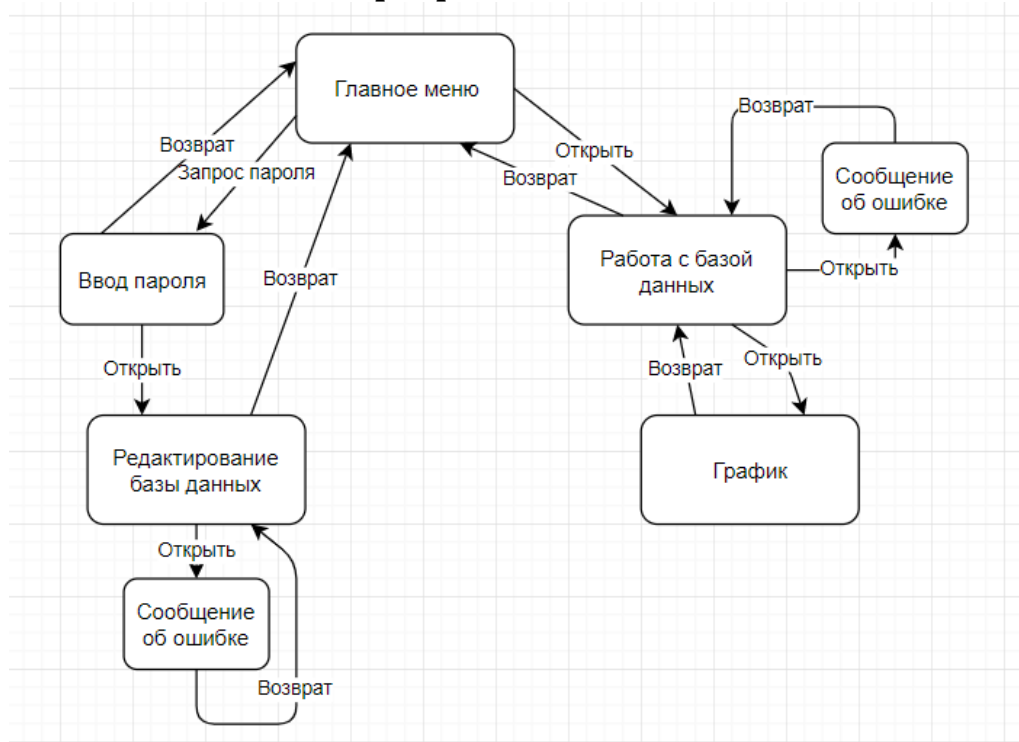 Главное меню
Возврат
Сообщение
об ошибке
Возврат
Запрос пароля
Открыть
Возврат
Ввод пароля
Возврат
Работа с базой
данных
Открыть
Открыть
Возврат
Открыть
Редактирование
базы данных
График
Открыть
Сообщение
об ошибке
Возврат